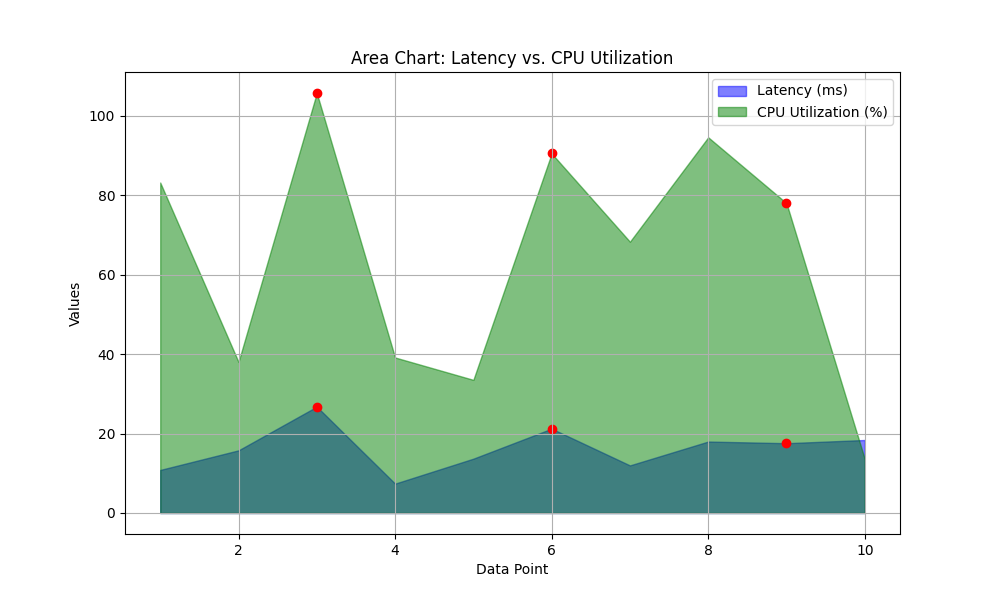 Area Chart: Latency vs. CPU Utilization
Latency (ms)
CPU Utilization (%)
Values
100
80
60
40
20
0
2
4
6
8
10
Data Point